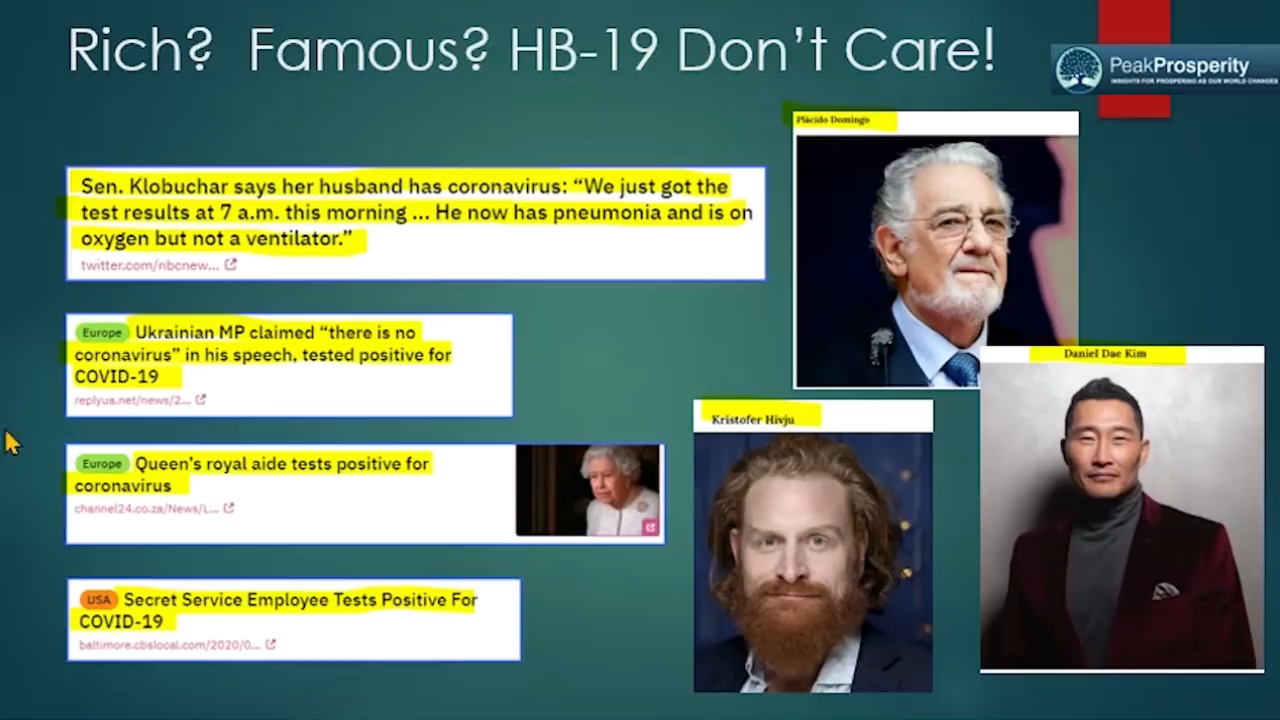 Rich? Famous? HB-19 Don't Care!
PeakProsperity
INSIGHTS FOR PROSPERING AS OUR WORLD CHANGES
Sen. Klobuchar says her husband has coronavirus: “We just got the
test results at 7 a.m. this morning ... He now has pneumonia and is on
oxygen but not a ventilator.”
twitter.com/nbcnew...
Europe Ukrainian MP claimed “there is no
coronavirus” in his speech, tested positive for
COVID-19
replyua.net/news/2...
Europe Queen's royal aide tests positive for
coronavirus
channel24.co.za/News/L...
USA Secret Service Employee Tests Positive For
COVID-19
baltimore.cbslocal.com/2020/0...
Plácido Domingo
Kristofer Hivju
Daniel Dae Kim